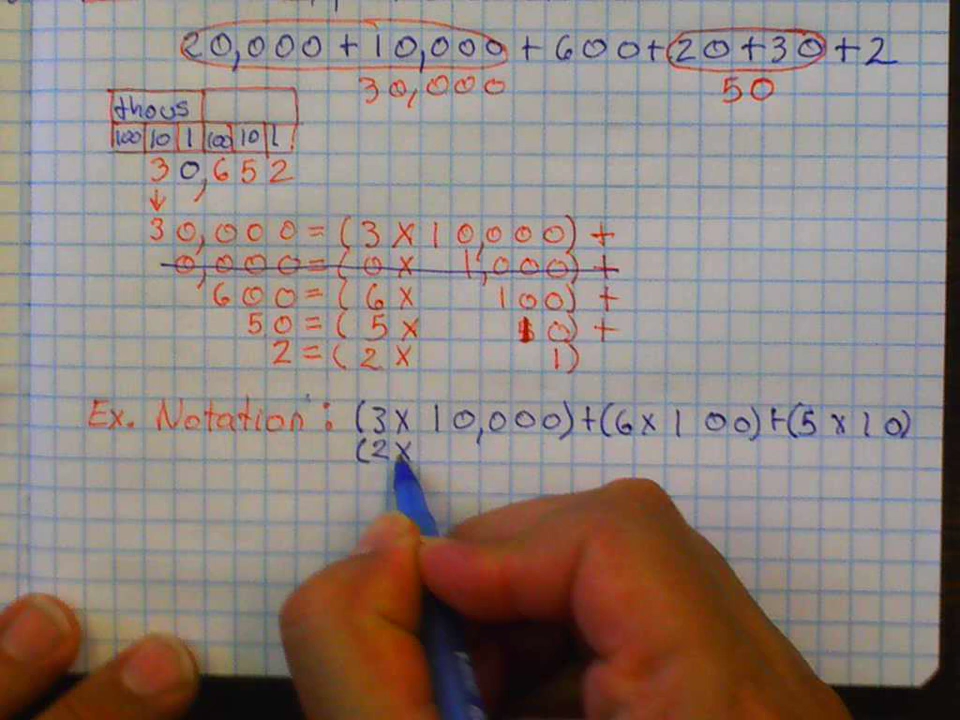 20,000 + 10,000 + 600 + 20 + 30 + 2
30,000 50
thous
100 10 1 100 10 1
30,652
30,000 = (3 x 10,000) +
0,000 = (0 x 1,000) +
600 = (6 x 100) +
50 = (5 x 10) +
2 = (2 x 1)
Ex. Notation: (3 x 10,000) + (6 x 100) + (5 x 10)
(2 x